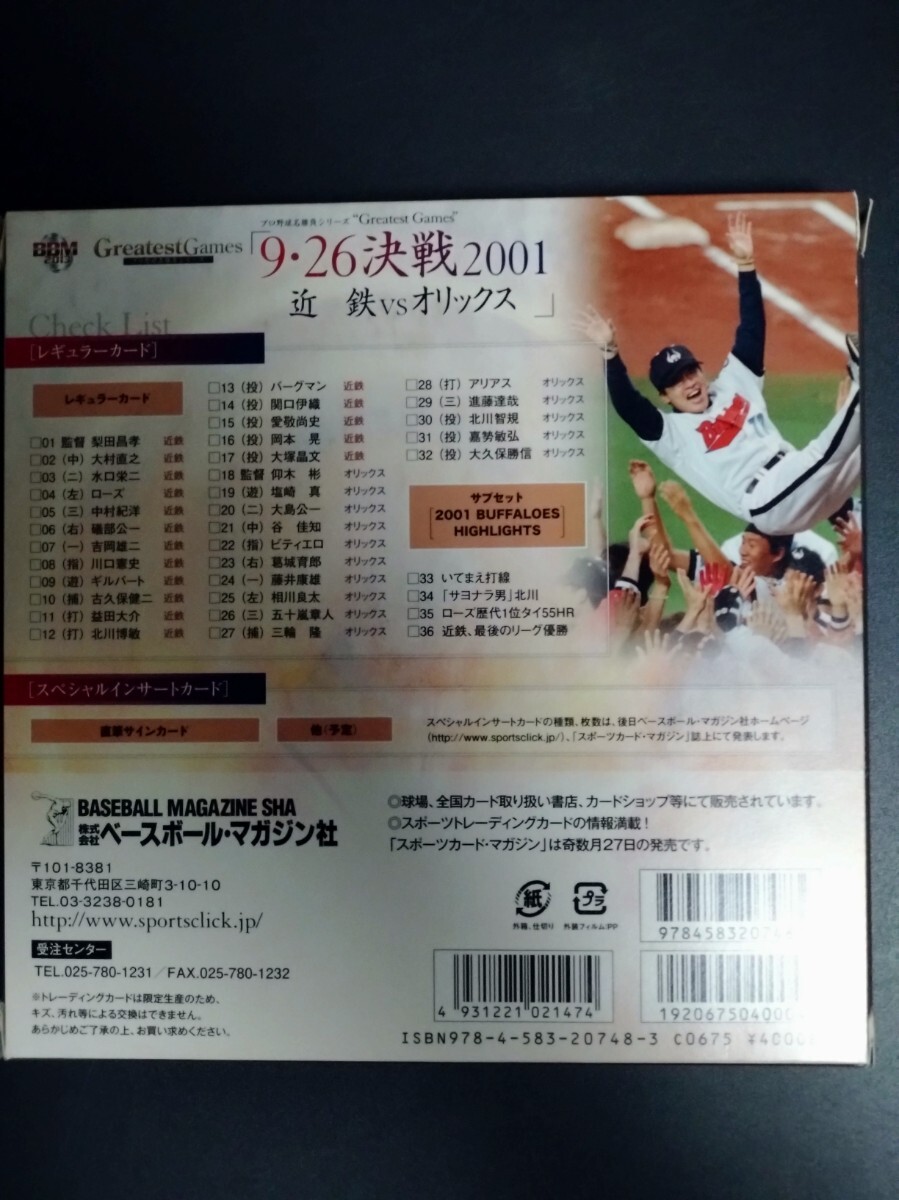 プロ野球名勝負シリーズ "Greatest Games"
BBM 2013
GreatestGames
「9・26決戦2001
近 鉄 vs オリックス 」
Check List
[レギュラーカード]
レギュラーカード
□01 監督 梨田昌孝 近鉄
□02 (中) 大村直之 近鉄
□03 (二) 水口栄二 近鉄
□04 (左) ローズ 近鉄
□05 (三) 中村紀洋 近鉄
□06 (右) 礒部公一 近鉄
□07 (一) 吉岡雄二 近鉄
□08 (指) 川口憲史 近鉄
□09 (遊) ギルバート 近鉄
□10 (捕) 古久保健二 近鉄
□11 (打) 益田大介 近鉄
□12 (打) 北川博敏 近鉄
□13 (投) バーグマン 近鉄
□14 (投) 関口伊織 近鉄
□15 (投) 愛敬尚史 近鉄
□16 (投) 岡本 晃 近鉄
□17 (投) 大塚晶文 近鉄
□18 監督 仰木 彬 オリックス
□19 (遊) 塩崎 真 オリックス
□20 (二) 大島公一 オリックス
□21 (中) 谷 佳知 オリックス
□22 (指) ビティエロ オリックス
□23 (右) 葛城育郎 オリックス
□24 (一) 藤井康雄 オリックス
□25 (左) 相川良太 オリックス
□26 (三) 五十嵐章人 オリックス
□27 (捕) 三輪 隆 オリックス
□28 (打) アリアス オリックス
□29 (三) 進藤達哉 オリックス
□30 (投) 北川智規 オリックス
□31 (投) 嘉勢敏弘 オリックス
□32 (投) 大久保勝信 オリックス
サブセット
[2001 BUFFALOES
HIGHLIGHTS]
□33 いてまえ打線
□34 「サヨナラ男」北川
□35 ローズ歴代1位タイ55HR
□36 近鉄、最後のリーグ優勝
[スペシャルインサートカード]
直筆サインカード
他(予定)
スペシャルインサートカードの種類、枚数は、後日ベースボール・マガジン社ホームページ
(http://www.sportsclick.jp/)、「スポーツカード・マガジン」誌上にて発表します。
BASEBALL MAGAZINE SHA
株式会社 ベースボール・マガジン社
〒101-8381
東京都千代田区三崎町3-10-10
TEL.03-3238-0181
http://www.sportsclick.jp/
受注センター
TEL.025-780-1231／FAX.025-780-1232
※トレーディングカードは限定生産のため、
キズ、汚れ等による交換はできません。
あらかじめご了承の上、お買い求めください。
◎球場、全国カード取り扱い書店、カードショップ等にて販売されています。
◎スポーツトレーディングカードの情報満載!
「スポーツカード・マガジン」は奇数月27日の発売です。
紙
外箱、仕切り
プラ
外装フィルム:PP
4 931221 021474
ISBN978-4-583-20748-3 C0675